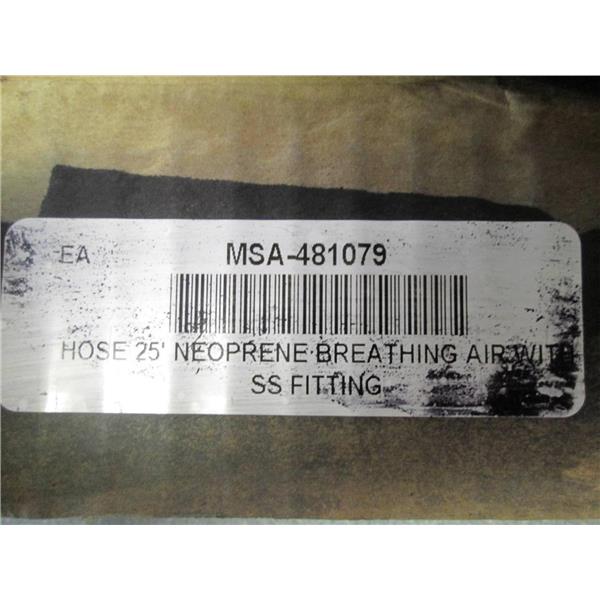 EA
MSA-481079
HOSE 25' NEOPRENE BREATHING AIR WITH
SS FITTING